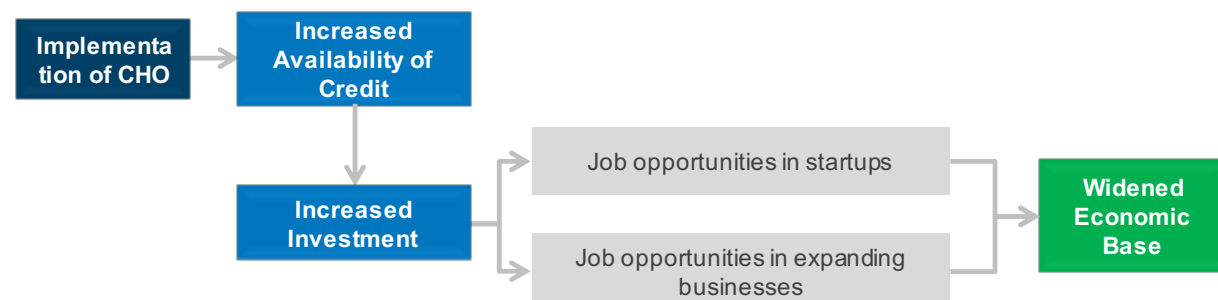 Implementa
tion of CHO
Increased
Availability of
Credit
Increased
Investment
Job opportunities in startups
Job opportunities in expanding
businesses
Widened
Economic
Base